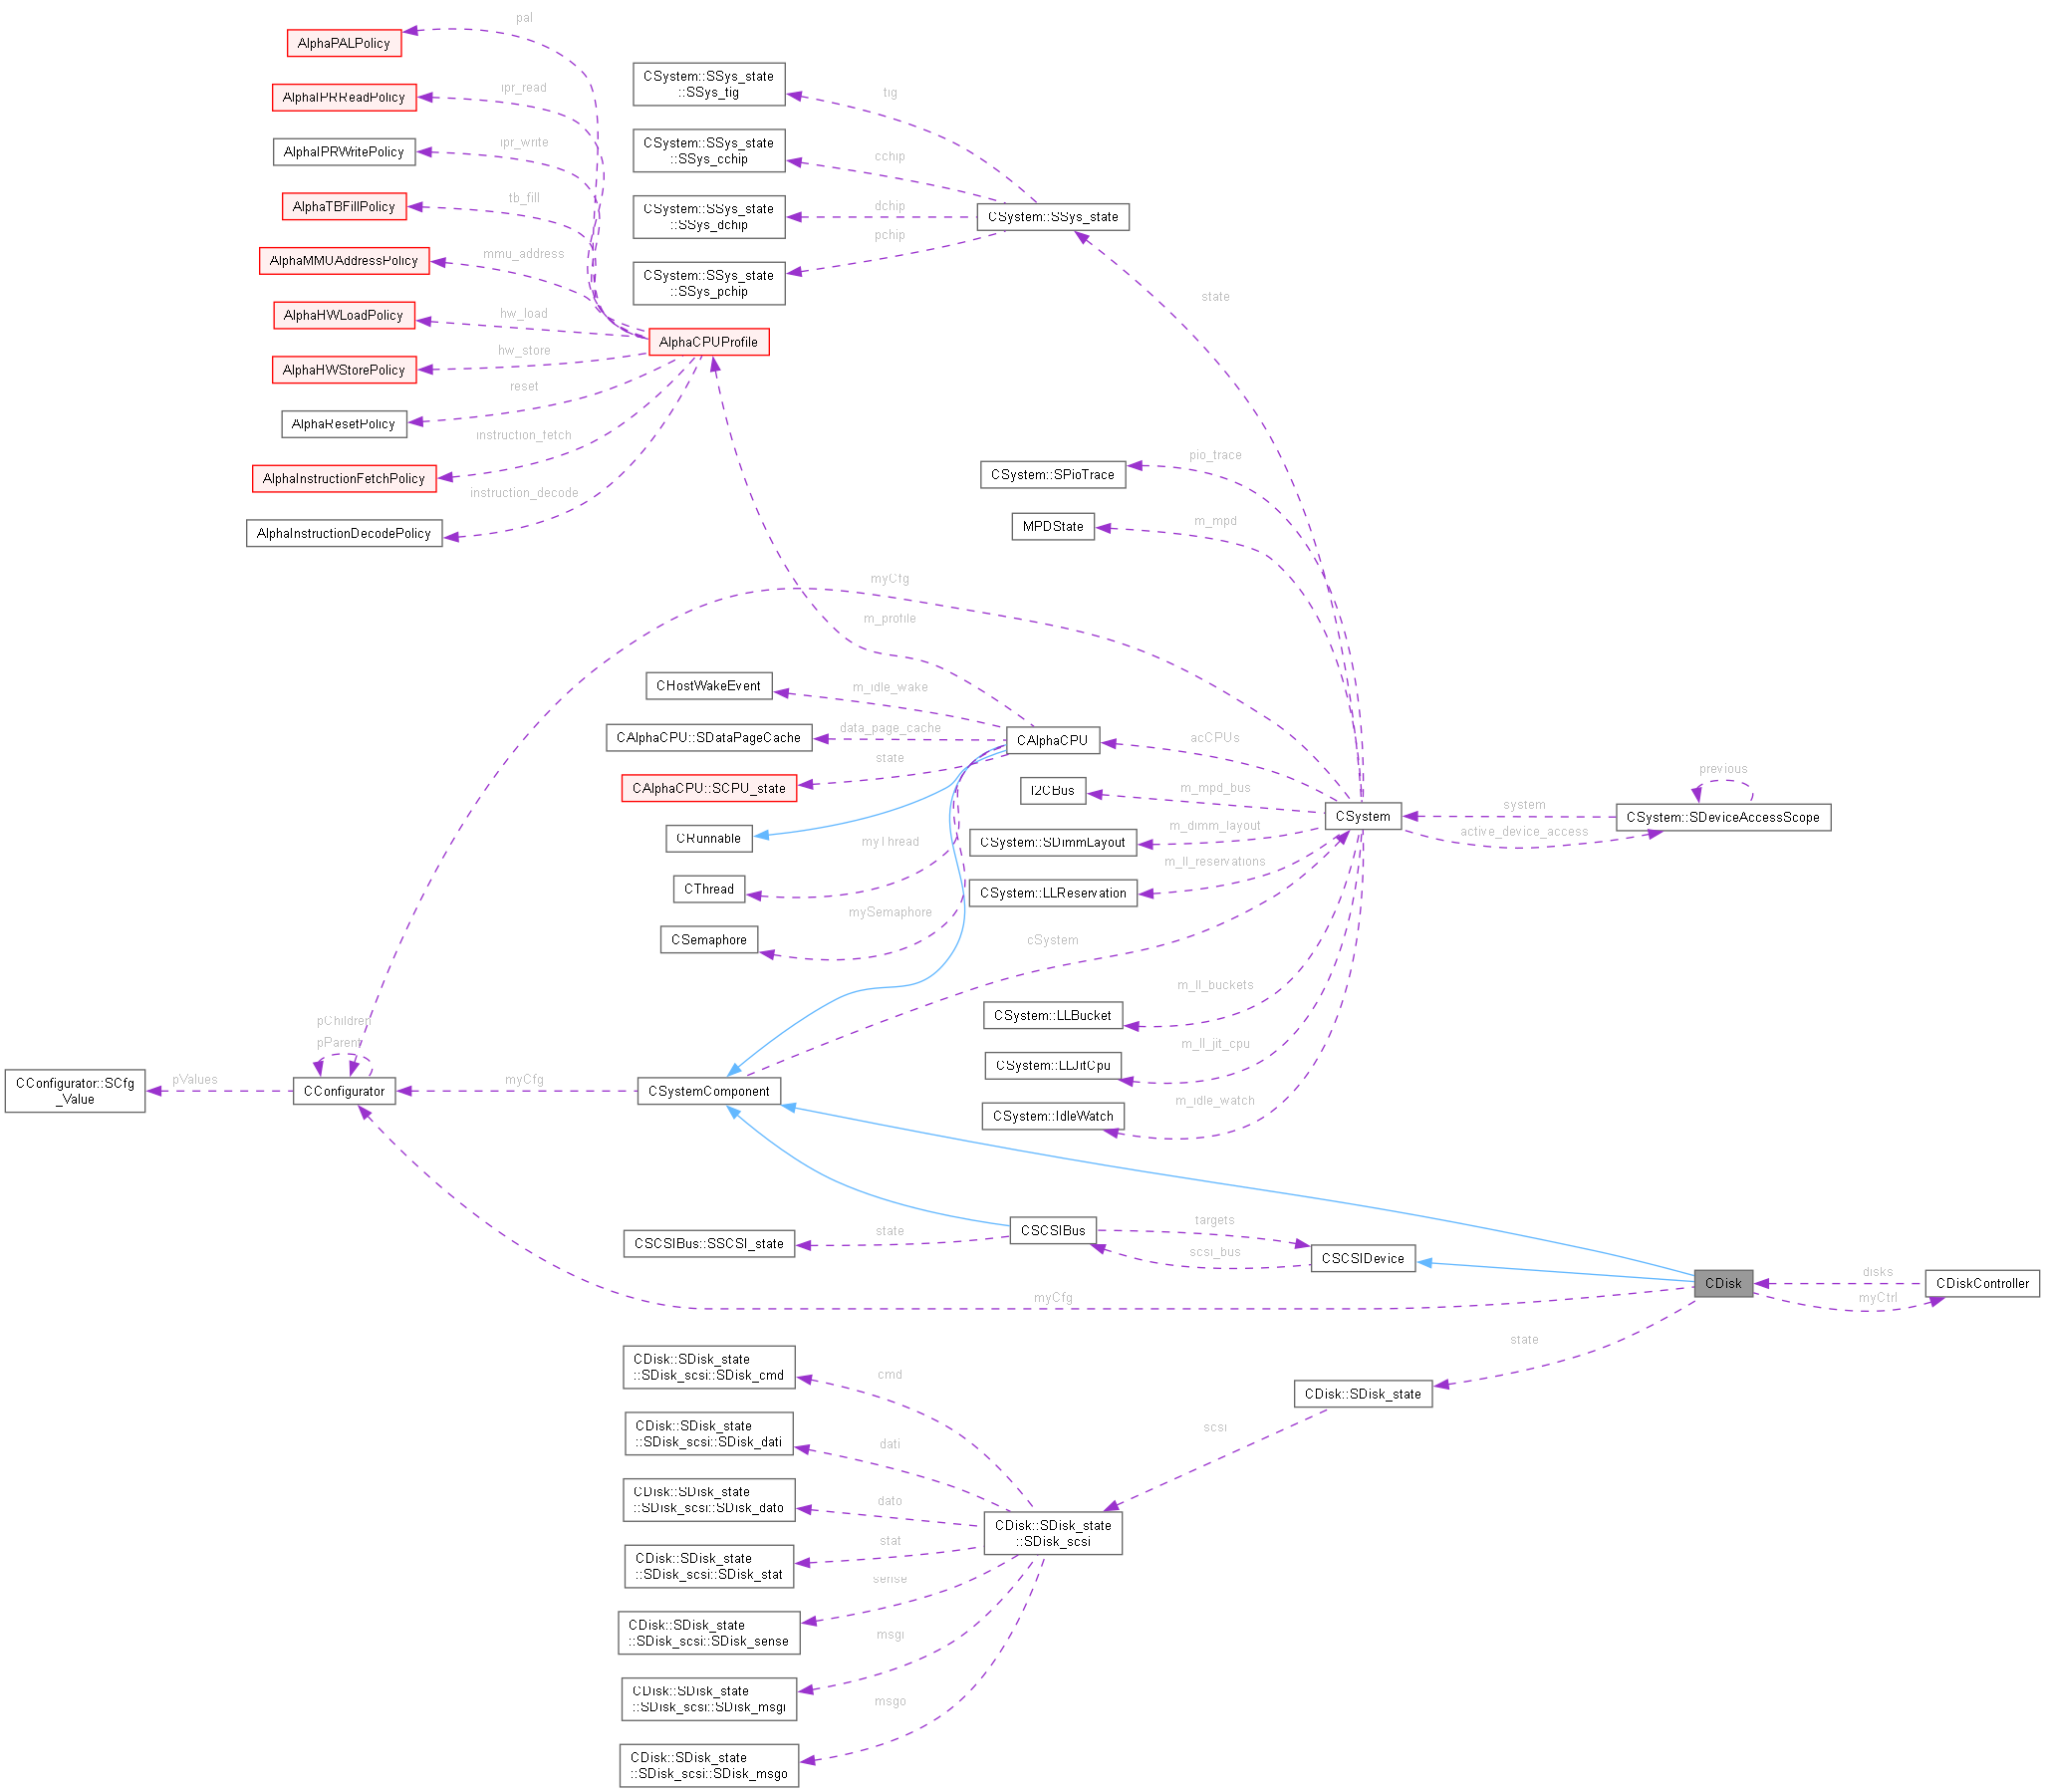 pal
AlphaPALPolicy
AlphaIPRReadPolicy
ipr_read
AlphaIPRWritePolicy
ipr_write
AlphaTBFillPolicy
tb_fill
AlphaMMUAddressPolicy
mmu_address
AlphaHWLoadPolicy
hw_load
AlphaHWStorePolicy
hw_store
AlphaResetPolicy
reset
AlphaInstructionFetchPolicy
instruction_fetch
AlphaInstructionDecodePolicy
instruction_decode
AlphaCPUProfile
CSystem::SSys_state
::SSys_tig
tig
CSystem::SSys_state
::SSys_cchip
cchip
CSystem::SSys_state
::SSys_dchip
dchip
CSystem::SSys_state
::SSys_pchip
pchip
CSystem::SSys_state
state
CSystem::SPioTrace
pio_trace
MPDState
m_mpd
myCfg
m_profile
CHostWakeEvent
m_idle_wake
CAlphaCPU::SDataPageCache
data_page_cache
CAlphaCPU::SCPU_state
state
CRunnable
CThread
myThread
CSemaphore
mySemaphore
CAlphaCPU
acCPUs
I2CBus
m_mpd_bus
CSystem::SDimmLayout
m_dimm_layout
CSystem::LLReservation
m_ll_reservations
cSystem
CSystem::LLBucket
m_ll_buckets
CSystem::LLJitCpu
m_ll_jit_cpu
CSystem::IdleWatch
m_idle_watch
CSystem
system
active_device_access
previous
CSystem::SDeviceAccessScope
pChildren
pParent
CConfigurator::SCfg
_Value
pValues
CConfigurator
myCfg
CSystemComponent
CSCSIBus::SSCSI_state
state
CSCSIBus
targets
scsi_bus
CSCSIDevice
myCfg
CDisk
disks
myCtrl
CDiskController
state
CDisk::SDisk_state
scsi
CDisk::SDisk_state
::SDisk_scsi::SDisk_cmd
cmd
CDisk::SDisk_state
::SDisk_scsi::SDisk_dati
dati
CDisk::SDisk_state
::SDisk_scsi::SDisk_dato
dato
CDisk::SDisk_state
::SDisk_scsi::SDisk_stat
stat
CDisk::SDisk_state
::SDisk_scsi::SDisk_sense
sense
CDisk::SDisk_state
::SDisk_scsi::SDisk_msgi
msgi
CDisk::SDisk_state
::SDisk_scsi::SDisk_msgo
msgo
CDisk::SDisk_state
::SDisk_scsi